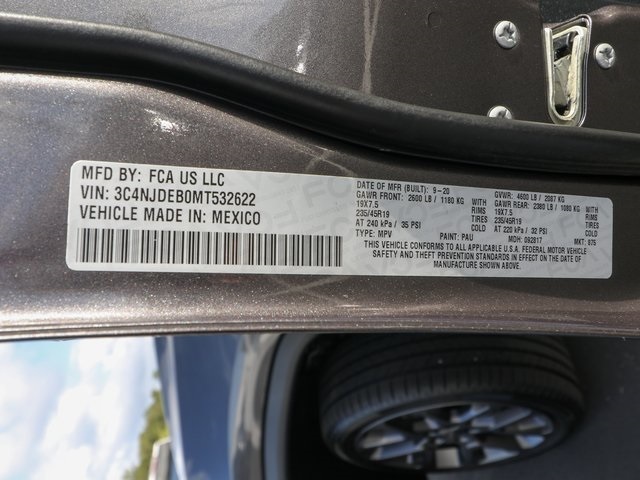 MFD BY: FCA US LLC
VIN: 3C4NJDEB0MT532622
VEHICLE MADE IN: MEXICO
DATE OF MFR (BUILT): 9-20
GAWR FRONT: 2600 LB / 1180 KG
19X7.5 RIMS
235/45R19 TIRES
AT 240 kPa / 35 PSI COLD
TYPE: MPV PAINT: PAU
GVWR: 4600 LB / 2087 KG
GAWR REAR: 2380 LB / 1080 KG
19X7.5 RIMS
235/45R19 TIRES
AT 220 kPa / 32 PSI COLD
MDH: 092817 MKT: 975
THIS VEHICLE CONFORMS TO ALL APPLICABLE U.S.A. FEDERAL MOTOR VEHICLE
SAFETY AND THEFT PREVENTION STANDARDS IN EFFECT ON THE DATE OF
MANUFACTURE SHOWN ABOVE.